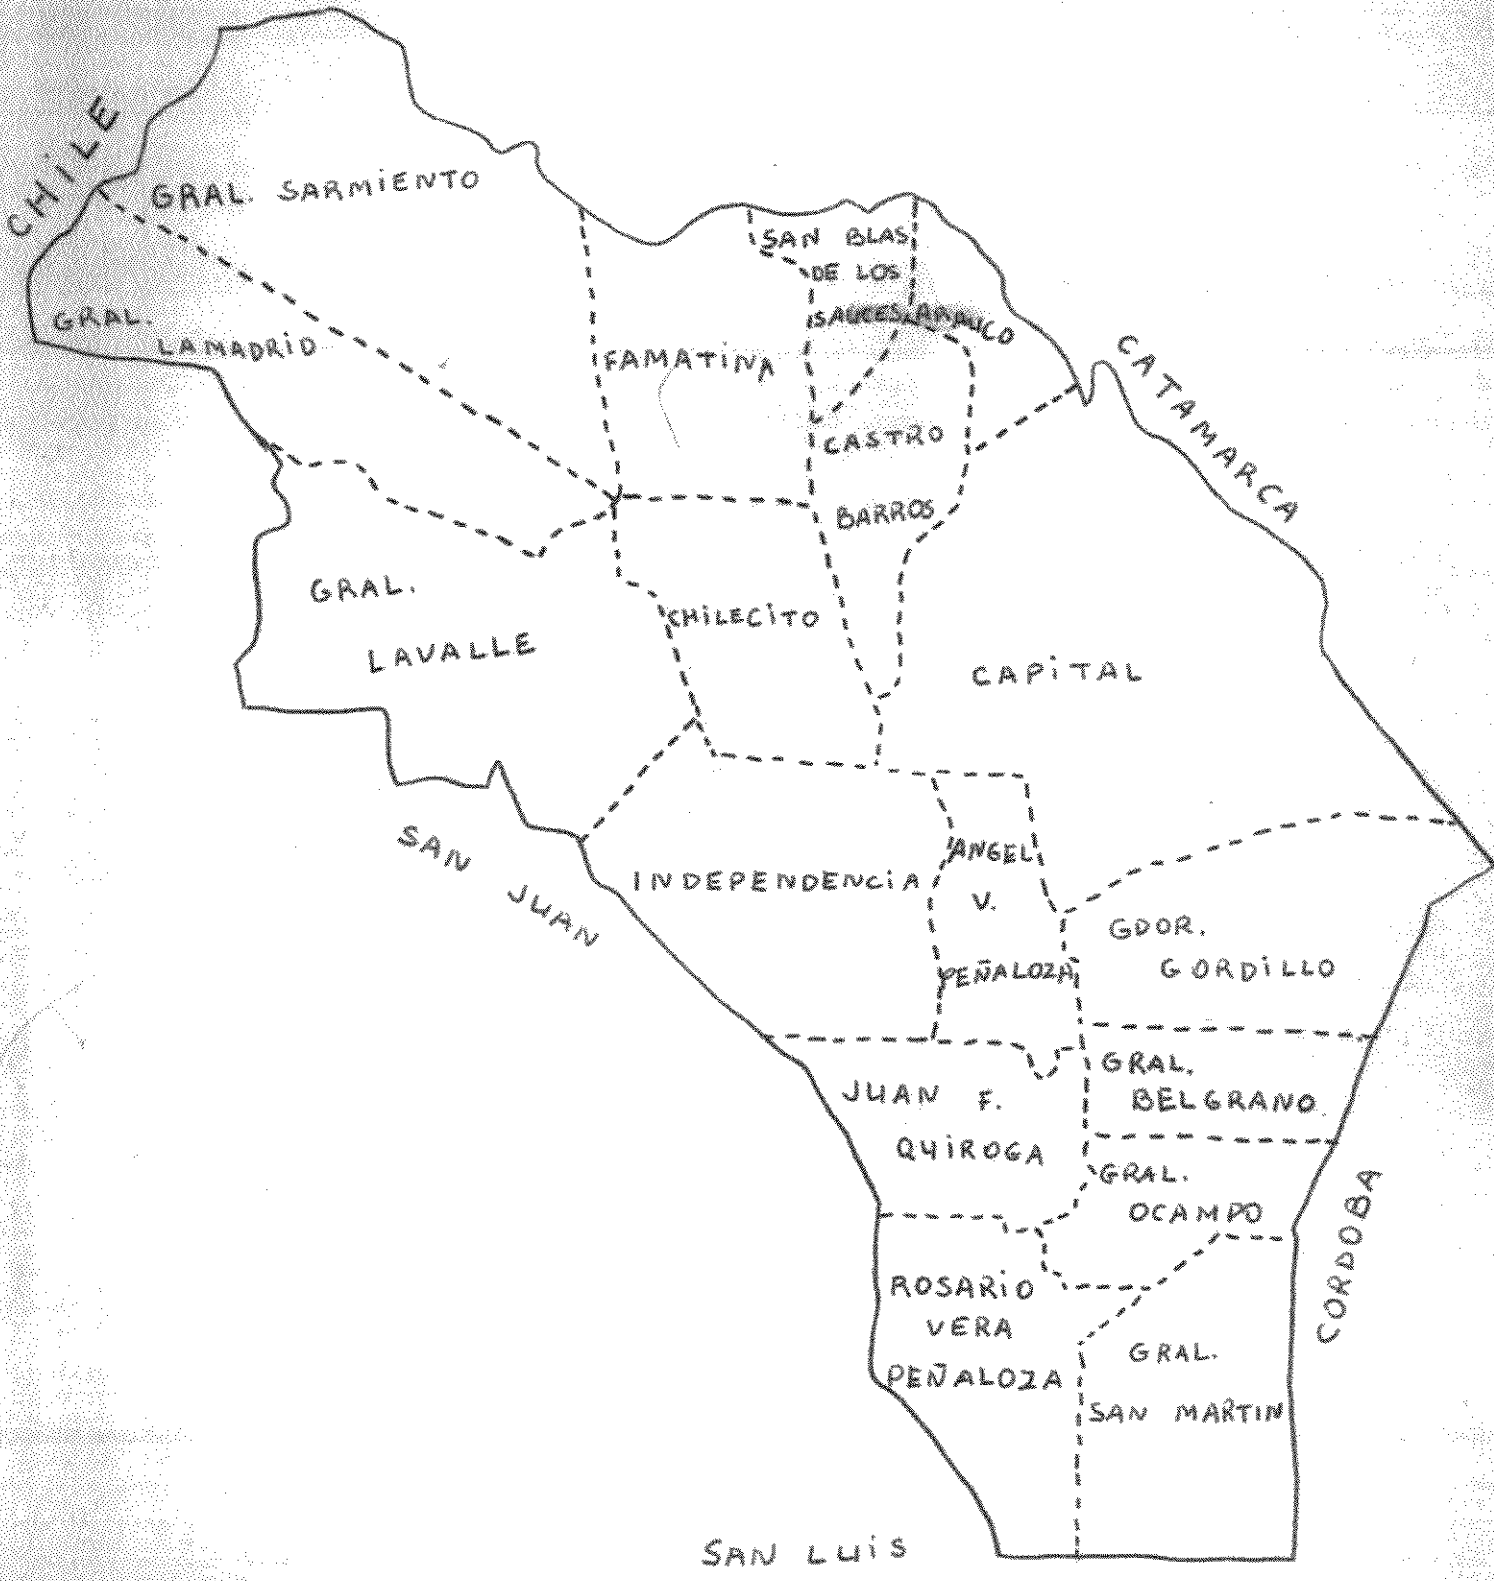 CHILE
GRAL. SARMIENTO
GRAL.
LAMADRID
SAN BLAS
DE LOS
SAUCES
ARAUCO
FAMATINA
CATAMARCA
CASTRO
BARROS
GRAL.
LAVALLE
CHILECITO
CAPITAL
SAN JUAN
INDEPENDENCIA
ANGEL
V.
PEÑALOZA
GDOR.
GORDILLO
JUAN F.
QUIROGA
GRAL.
BELGRANO
GRAL.
OCAMPO
CORDOBA
ROSARIO
VERA
PEÑALOZA
GRAL.
SAN MARTIN
SAN LUIS